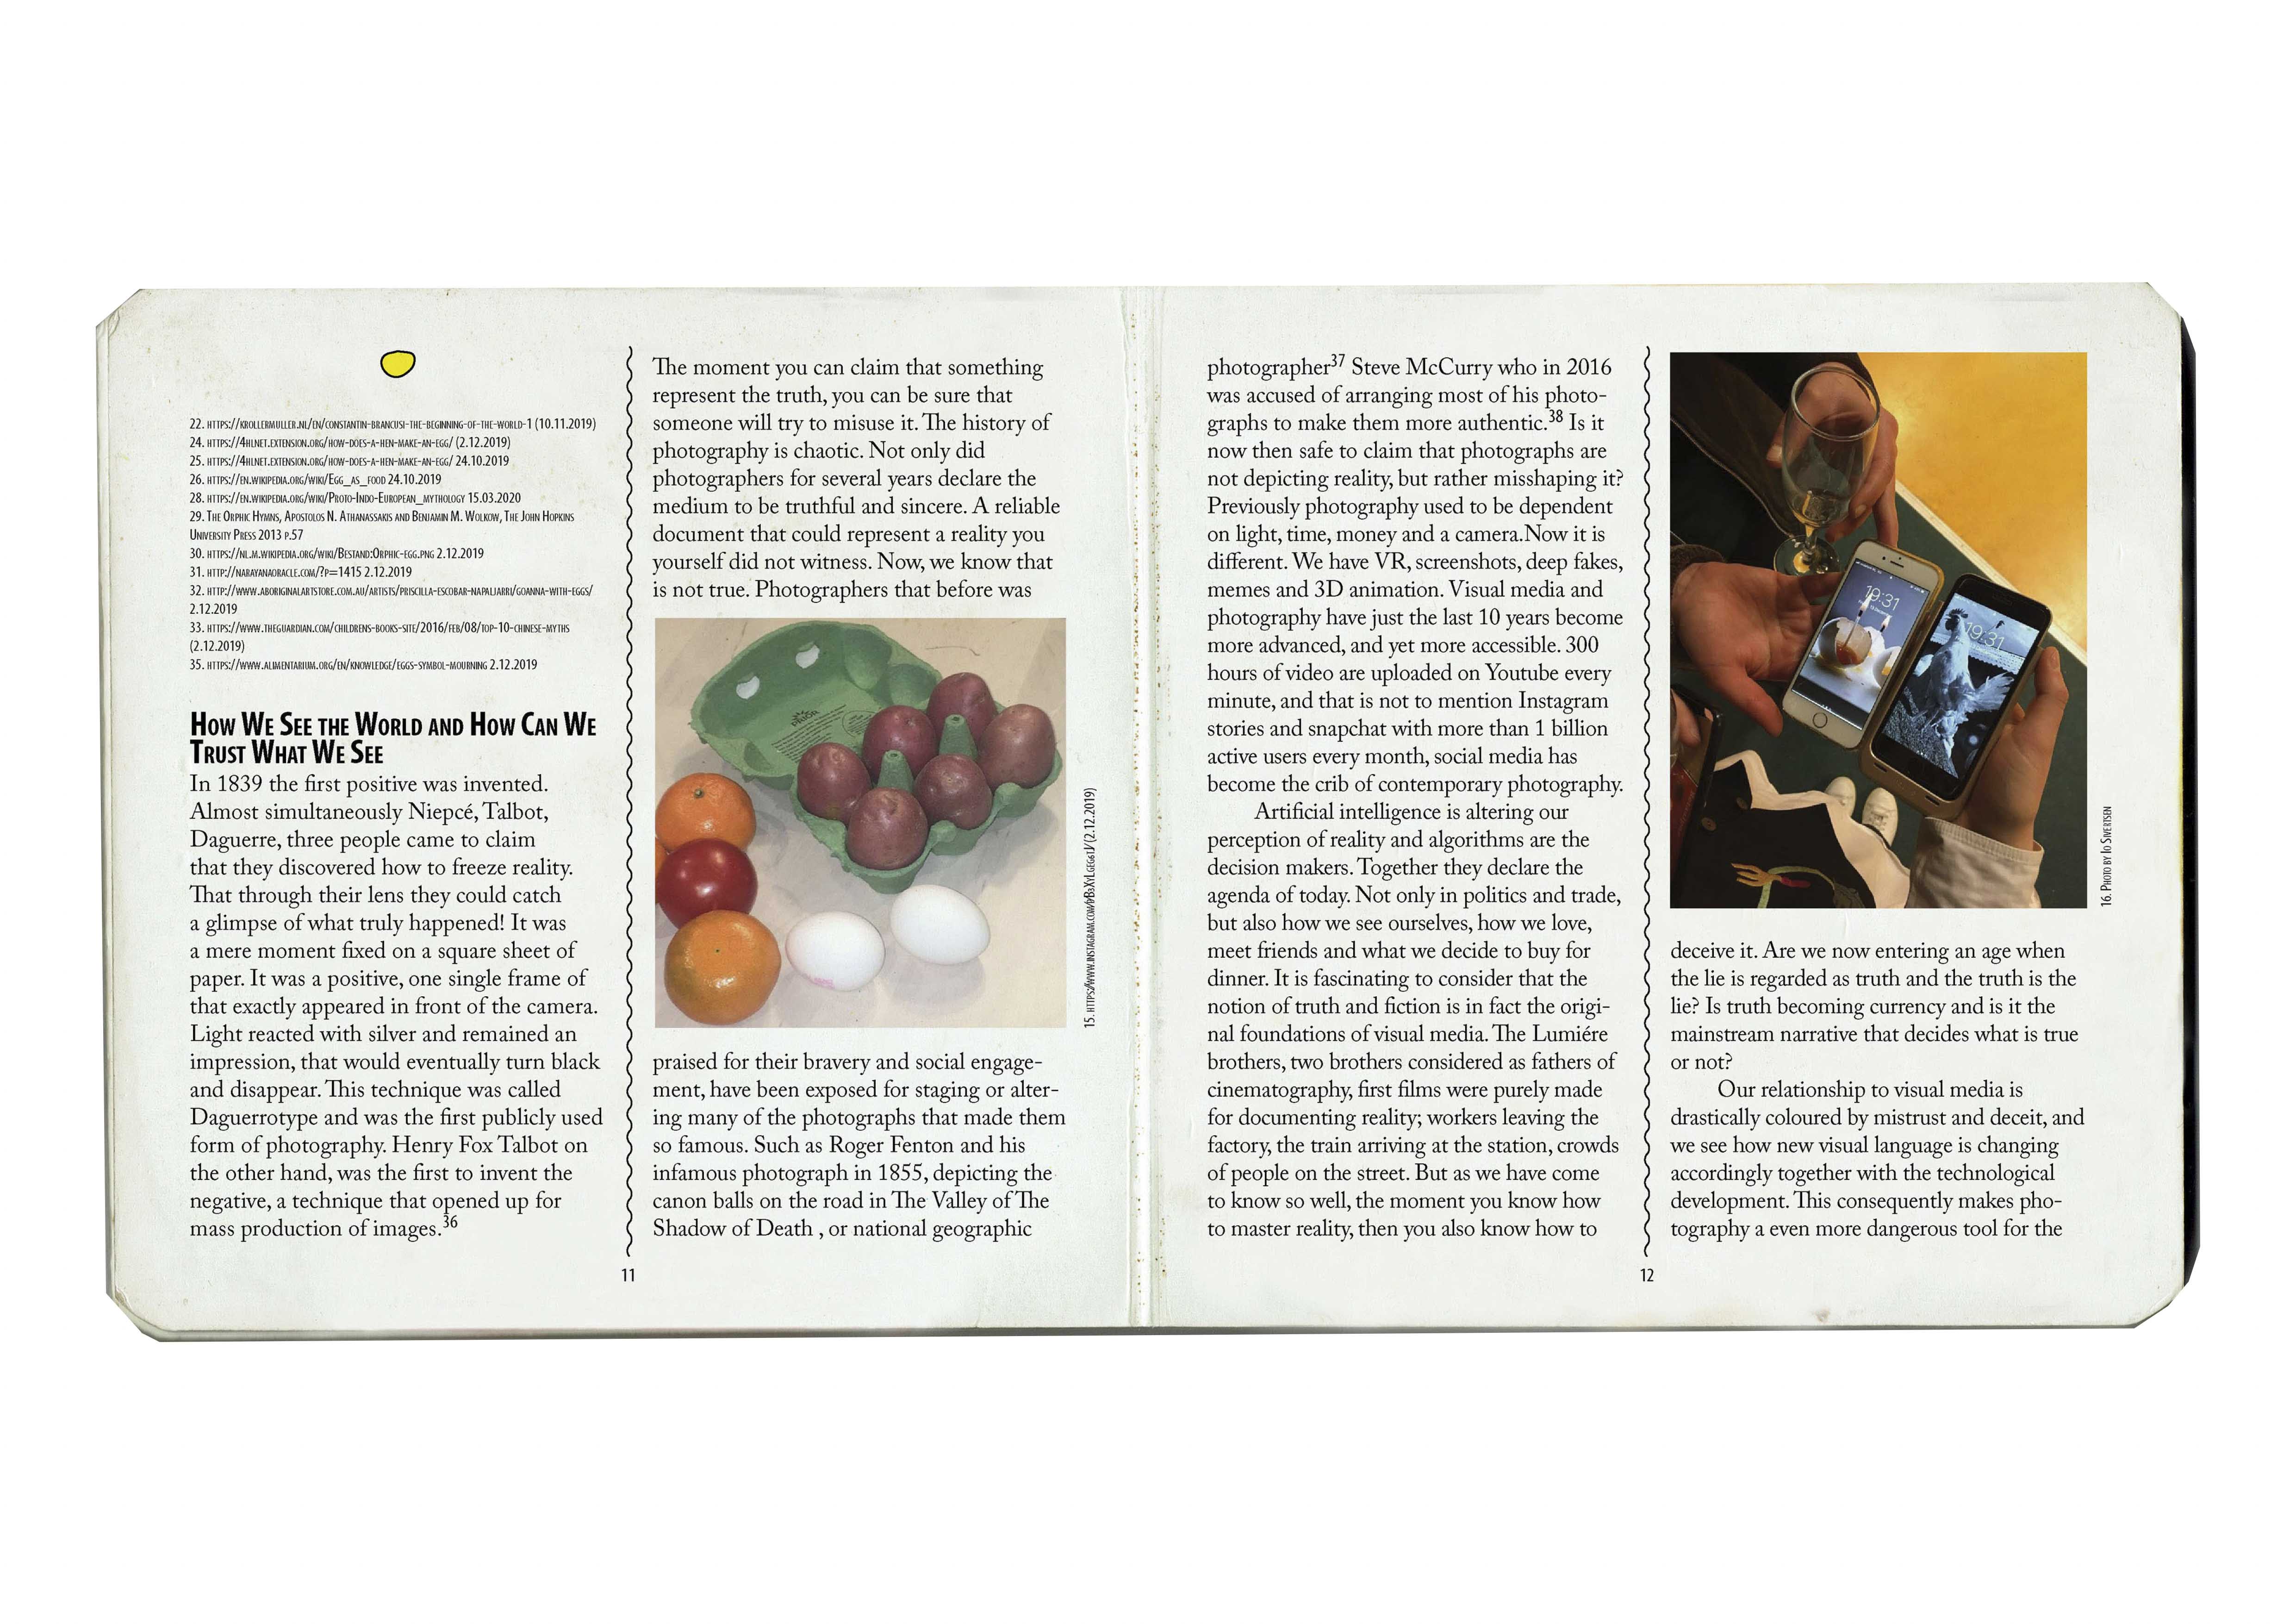 22. https://krollermuller.nl/en/constantin-brancusi-the-beginning-of-the-world-1 (10.11.2019)
24. https://4hlnet.extension.org/how-does-a-hen-make-an-egg/ (2.12.2019)
25. https://4hlnet.extension.org/how-does-a-hen-make-an-egg/ 24.10.2019
26. https://en.wikipedia.org/wiki/Egg_as_food 24.10.2019
28. https://en.wikipedia.org/wiki/Proto-Indo-European_mythology 15.03.2020
29. The Orphic Hymns, Apostolos N. Athanassakis and Benjamin M. Wolkow, The John Hopkins
University Press 2013 p.57
30. https://nl.m.wikipedia.org/wiki/Bestand:Orphic-egg.png 2.12.2019
31. http://narayanaoracle.com/?p=1415 2.12.2019
32. http://www.aboriginalartstore.com.au/artists/priscilla-escobar-napaljarri/goanna-with-eggs/
2.12.2019
33. https://www.theguardian.com/childrens-books-site/2016/feb/08/top-10-chinese-myths
(2.12.2019)
35. https://www.alimentarium.org/en/knowledge/eggs-symbol-mourning 2.12.2019
How We See the World and How Can We
Trust What We See
In 1839 the first positive was invented.
Almost simultaneously Niepcé, Talbot,
Daguerre, three people came to claim
that they discovered how to freeze reality.
That through their lens they could catch
a glimpse of what truly happened! It was
a mere moment fixed on a square sheet of
paper. It was a positive, one single frame of
that exactly appeared in front of the camera.
Light reacted with silver and remained an
impression, that would eventually turn black
and disappear. This technique was called
Daguerrotype and was the first publicly used
form of photography. Henry Fox Talbot on
the other hand, was the first to invent the
negative, a technique that opened up for
mass production of images.36
The moment you can claim that something
represent the truth, you can be sure that
someone will try to misuse it. The history of
photography is chaotic. Not only did
photographers for several years declare the
medium to be truthful and sincere. A reliable
document that could represent a reality you
yourself did not witness. Now, we know that
is not true. Photographers that before was
PRIOR
praised for their bravery and social engage-
ment, have been exposed for staging or alter-
ing many of the photographs that made them
so famous. Such as Roger Fenton and his
infamous photograph in 1855, depicting the
canon balls on the road in The Valley of The
Shadow of Death , or national geographic
11
photographer37 Steve McCurry who in 2016
was accused of arranging most of his photo-
graphs to make them more authentic.38 Is it
now then safe to claim that photographs are
not depicting reality, but rather misshaping it?
Previously photography used to be dependent
on light, time, money and a camera.Now it is
different. We have VR, screenshots, deep fakes,
memes and 3D animation. Visual media and
photography have just the last 10 years become
more advanced, and yet more accessible. 300
hours of video are uploaded on Youtube every
minute, and that is not to mention Instagram
stories and snapchat with more than 1 billion
active users every month, social media has
become the crib of contemporary photography.
Artificial intelligence is altering our
perception of reality and algorithms are the
decision makers. Together they declare the
agenda of today. Not only in politics and trade,
but also how we see ourselves, how we love,
meet friends and what we decide to buy for
dinner. It is fascinating to consider that the
notion of truth and fiction is in fact the origi-
nal foundations of visual media. The Lumiére
brothers, two brothers considered as fathers of
cinematography, first films were purely made
for documenting reality; workers leaving the
factory, the train arriving at the station, crowds
of people on the street. But as we have come
to know so well, the moment you know how
to master reality, then you also know how to
19:31
19:31
16. Photo by Jo Sivertsen
deceive it. Are we now entering an age when
the lie is regarded as truth and the truth is the
lie? Is truth becoming currency and is it the
mainstream narrative that decides what is true
or not?
Our relationship to visual media is
drastically coloured by mistrust and deceit, and
we see how new visual language is changing
accordingly together with the technological
development. This consequently makes pho-
tography a even more dangerous tool for the
12